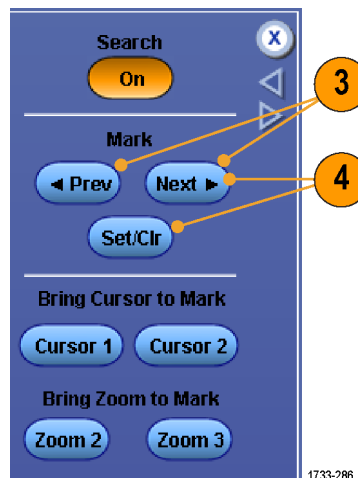 Search
X
On
3
Mark
◄ Prev
Next ►
4
Set/Clr
Bring Cursor to Mark
Cursor 1
Cursor 2
Bring Zoom to Mark
Zoom 2
Zoom 3
1733-286